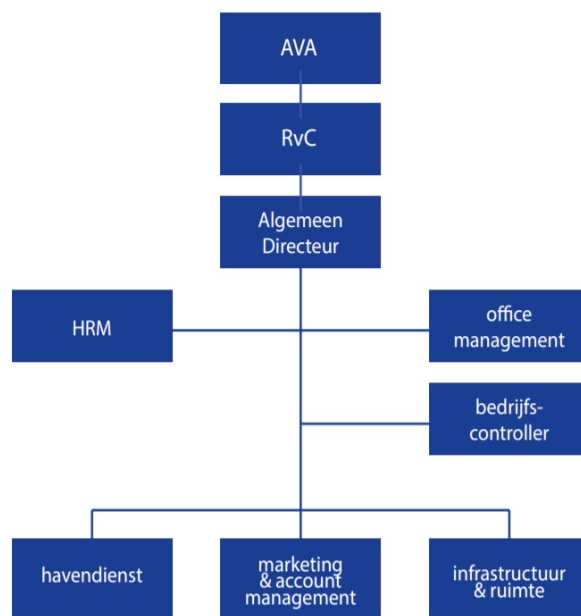 AVA
RvC
Algemeen
Directeur
HRM
office
management
bedrijfs-
controller
havendienst
marketing
& account
management
infrastructuur
& ruimte